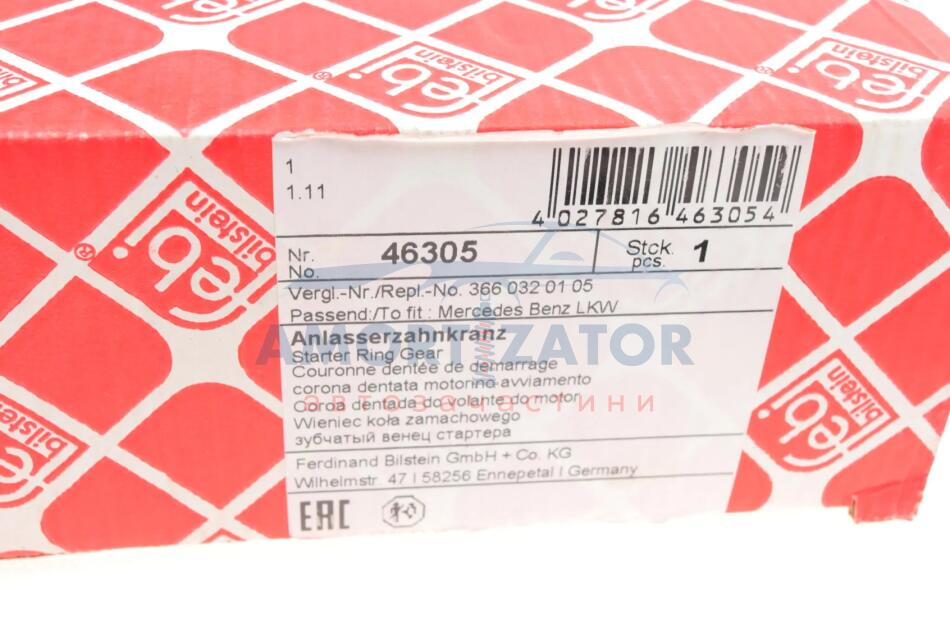 febi
bilstein
febi
bilstein
febi
bilstein
febi
bilstein
bilstein
bilstein
1
1.11
4 027816 463054
Nr.
No. 46305
Stck.
pcs. 1
Vergl.-Nr./Repl.-No. 366 032 01 05
Passend:/To fit : Mercedes Benz LKW
Anlasserzahnkranz
Starter Ring Gear
Couronne dentée de démarrage
corona dentata motorino avviamento
Coroa dentada do volante do motor
Wieniec koła zamachowego
зубчатый венец стартера
AMORTIZATOR
автозапчастини
Ferdinand Bilstein GmbH + Co. KG
Wilhelmstr. 47 I 58256 Ennepetal I Germany
EAC